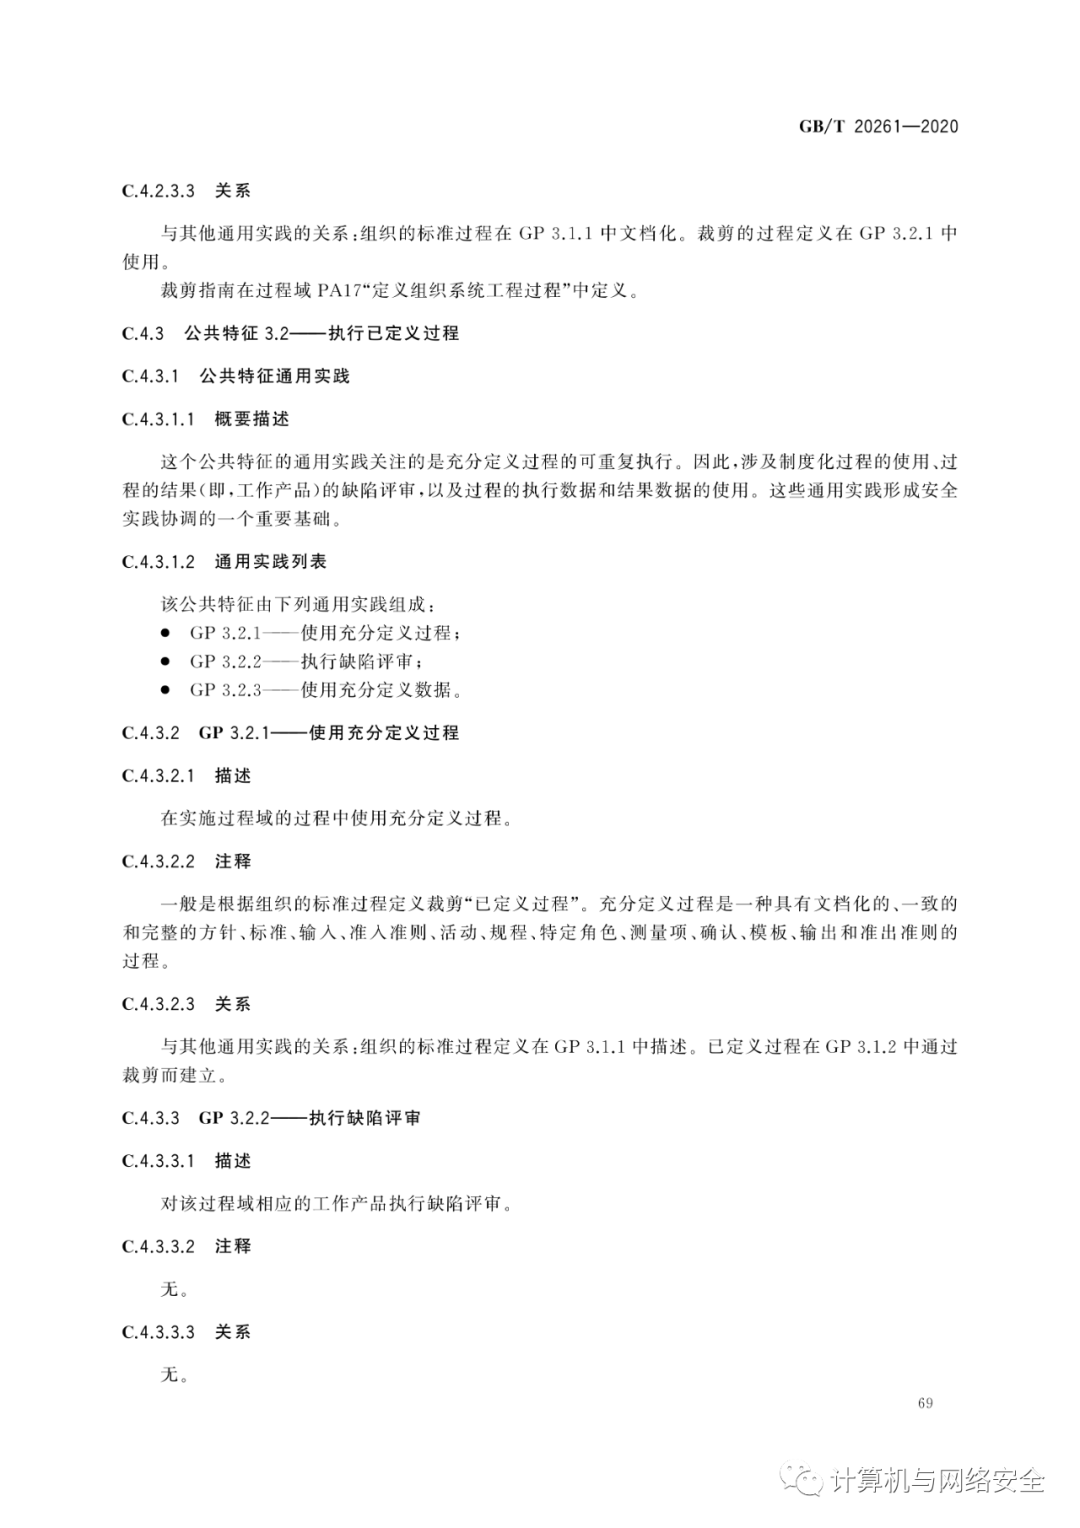 GB/T 20261—2020
C.4.2.3.3 关系
与其他通用实践的关系:组织的标准过程在 GP 3.1.1 中文档化。裁剪的过程定义在 GP 3.2.1 中
使用。
裁剪指南在过程域 PA17“定义组织系统工程过程”中定义。
C.4.3 公共特征 3.2——执行已定义过程
C.4.3.1 公共特征通用实践
C.4.3.1.1 概要描述
这个公共特征的通用实践关注的是充分定义过程的可重复执行。因此,涉及制度化过程的使用、过
程的结果(即,工作产品)的缺陷评审,以及过程的执行数据和结果数据的使用。这些通用实践形成安全
实践协调的一个重要基础。
C.4.3.1.2 通用实践列表
该公共特征由下列通用实践组成:
● GP 3.2.1——使用充分定义过程;
● GP 3.2.2——执行缺陷评审;
● GP 3.2.3——使用充分定义数据。
C.4.3.2 GP 3.2.1——使用充分定义过程
C.4.3.2.1 描述
在实施过程域的过程中使用充分定义过程。
C.4.3.2.2 注释
一般是根据组织的标准过程定义裁剪“已定义过程”。充分定义过程是一种具有文档化的、一致的
和完整的方针、标准、输入、准入准则、活动、规程、特定角色、测量项、确认、模板、输出和准出准则的
过程。
C.4.3.2.3 关系
与其他通用实践的关系:组织的标准过程定义在 GP 3.1.1 中描述。已定义过程在 GP 3.1.2 中通过
裁剪而建立。
C.4.3.3 GP 3.2.2——执行缺陷评审
C.4.3.3.1 描述
对该过程域相应的工作产品执行缺陷评审。
C.4.3.3.2 注释
无。
C.4.3.3.3 关系
无。
69
计算机与网络安全